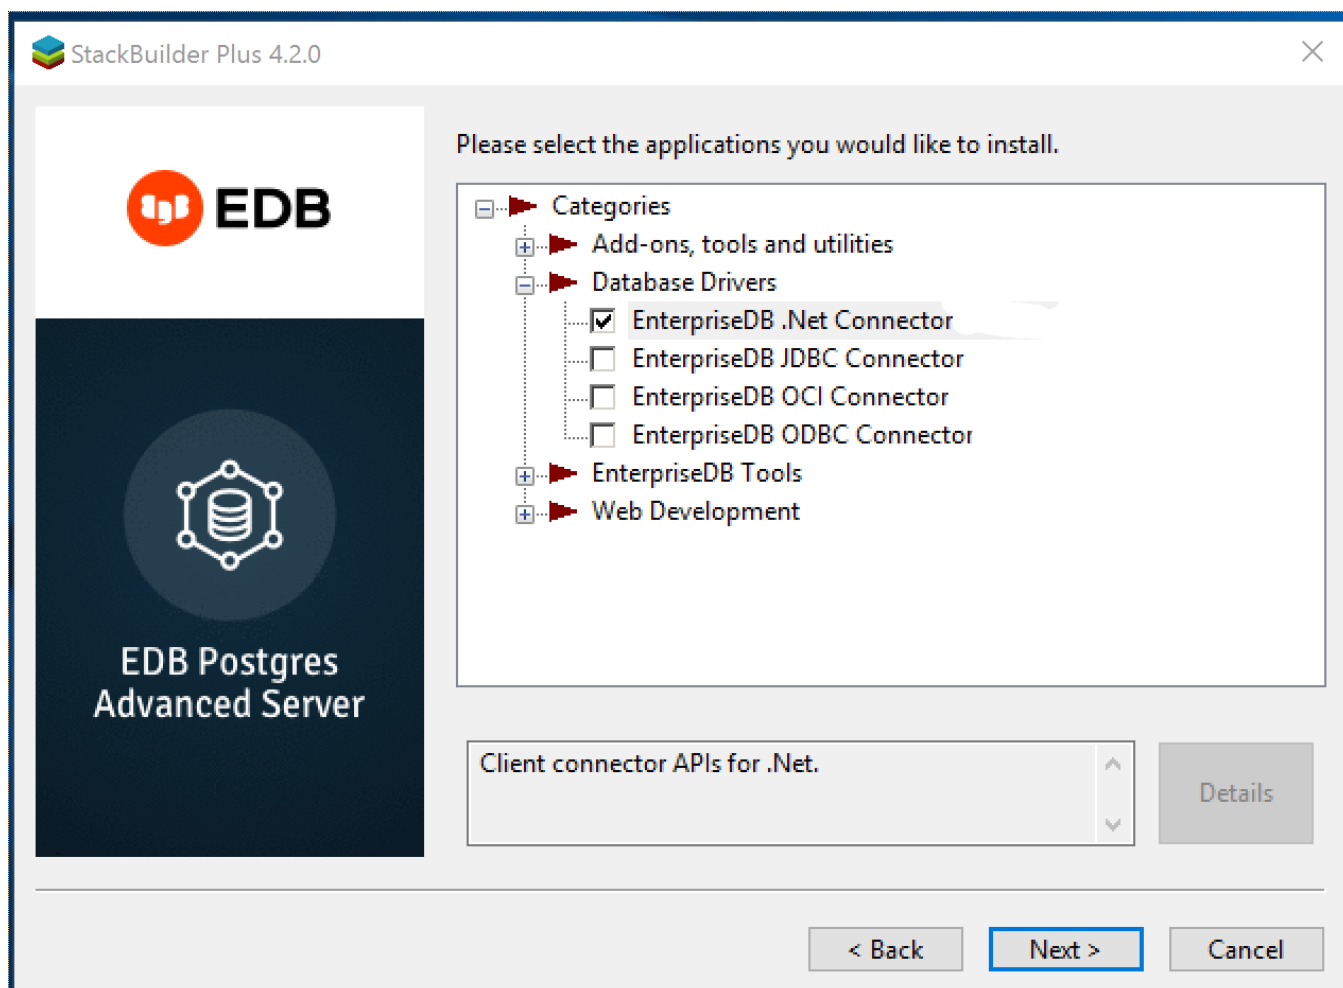 StackBuilder Plus 4.2.0
EDB
EDB Postgres
Advanced Server
Please select the applications you would like to install.
Categories
Add-ons, tools and utilities
Database Drivers
EnterpriseDB .Net Connector
EnterpriseDB JDBC Connector
EnterpriseDB OCI Connector
EnterpriseDB ODBC Connector
EnterpriseDB Tools
Web Development
Client connector APIs for .Net.
Details
< Back
Next >
Cancel